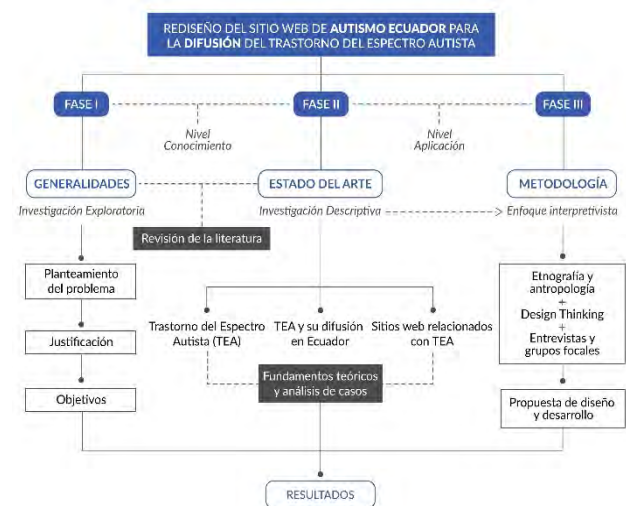 REDISEÑO DEL SITIO WEB DE AUTISMO ECUADOR PARA
LA DIFUSIÓN DEL TRASTORNO DEL ESPECTRO AUTISTA
FASE I
FASE II
FASE III
Nivel
Conocimiento
Nivel
Aplicación
GENERALIDADES
ESTADO DEL ARTE
METODOLOGÍA
Investigación Exploratoria
Investigación Descriptiva
Enfoque interpretivista
Revisión de la literatura
Planteamiento
del problema
Justificación
Objetivos
Trastorno del Espectro
Autista (TEA)
TEA y su difusión
en Ecuador
Sitios web relacionados
con TEA
Fundamentos teóricos
y análisis de casos
Etnografía y
antropología
+
Design Thinking
+
Entrevistas y
grupos focales
Propuesta de diseño
y desarrollo
RESULTADOS